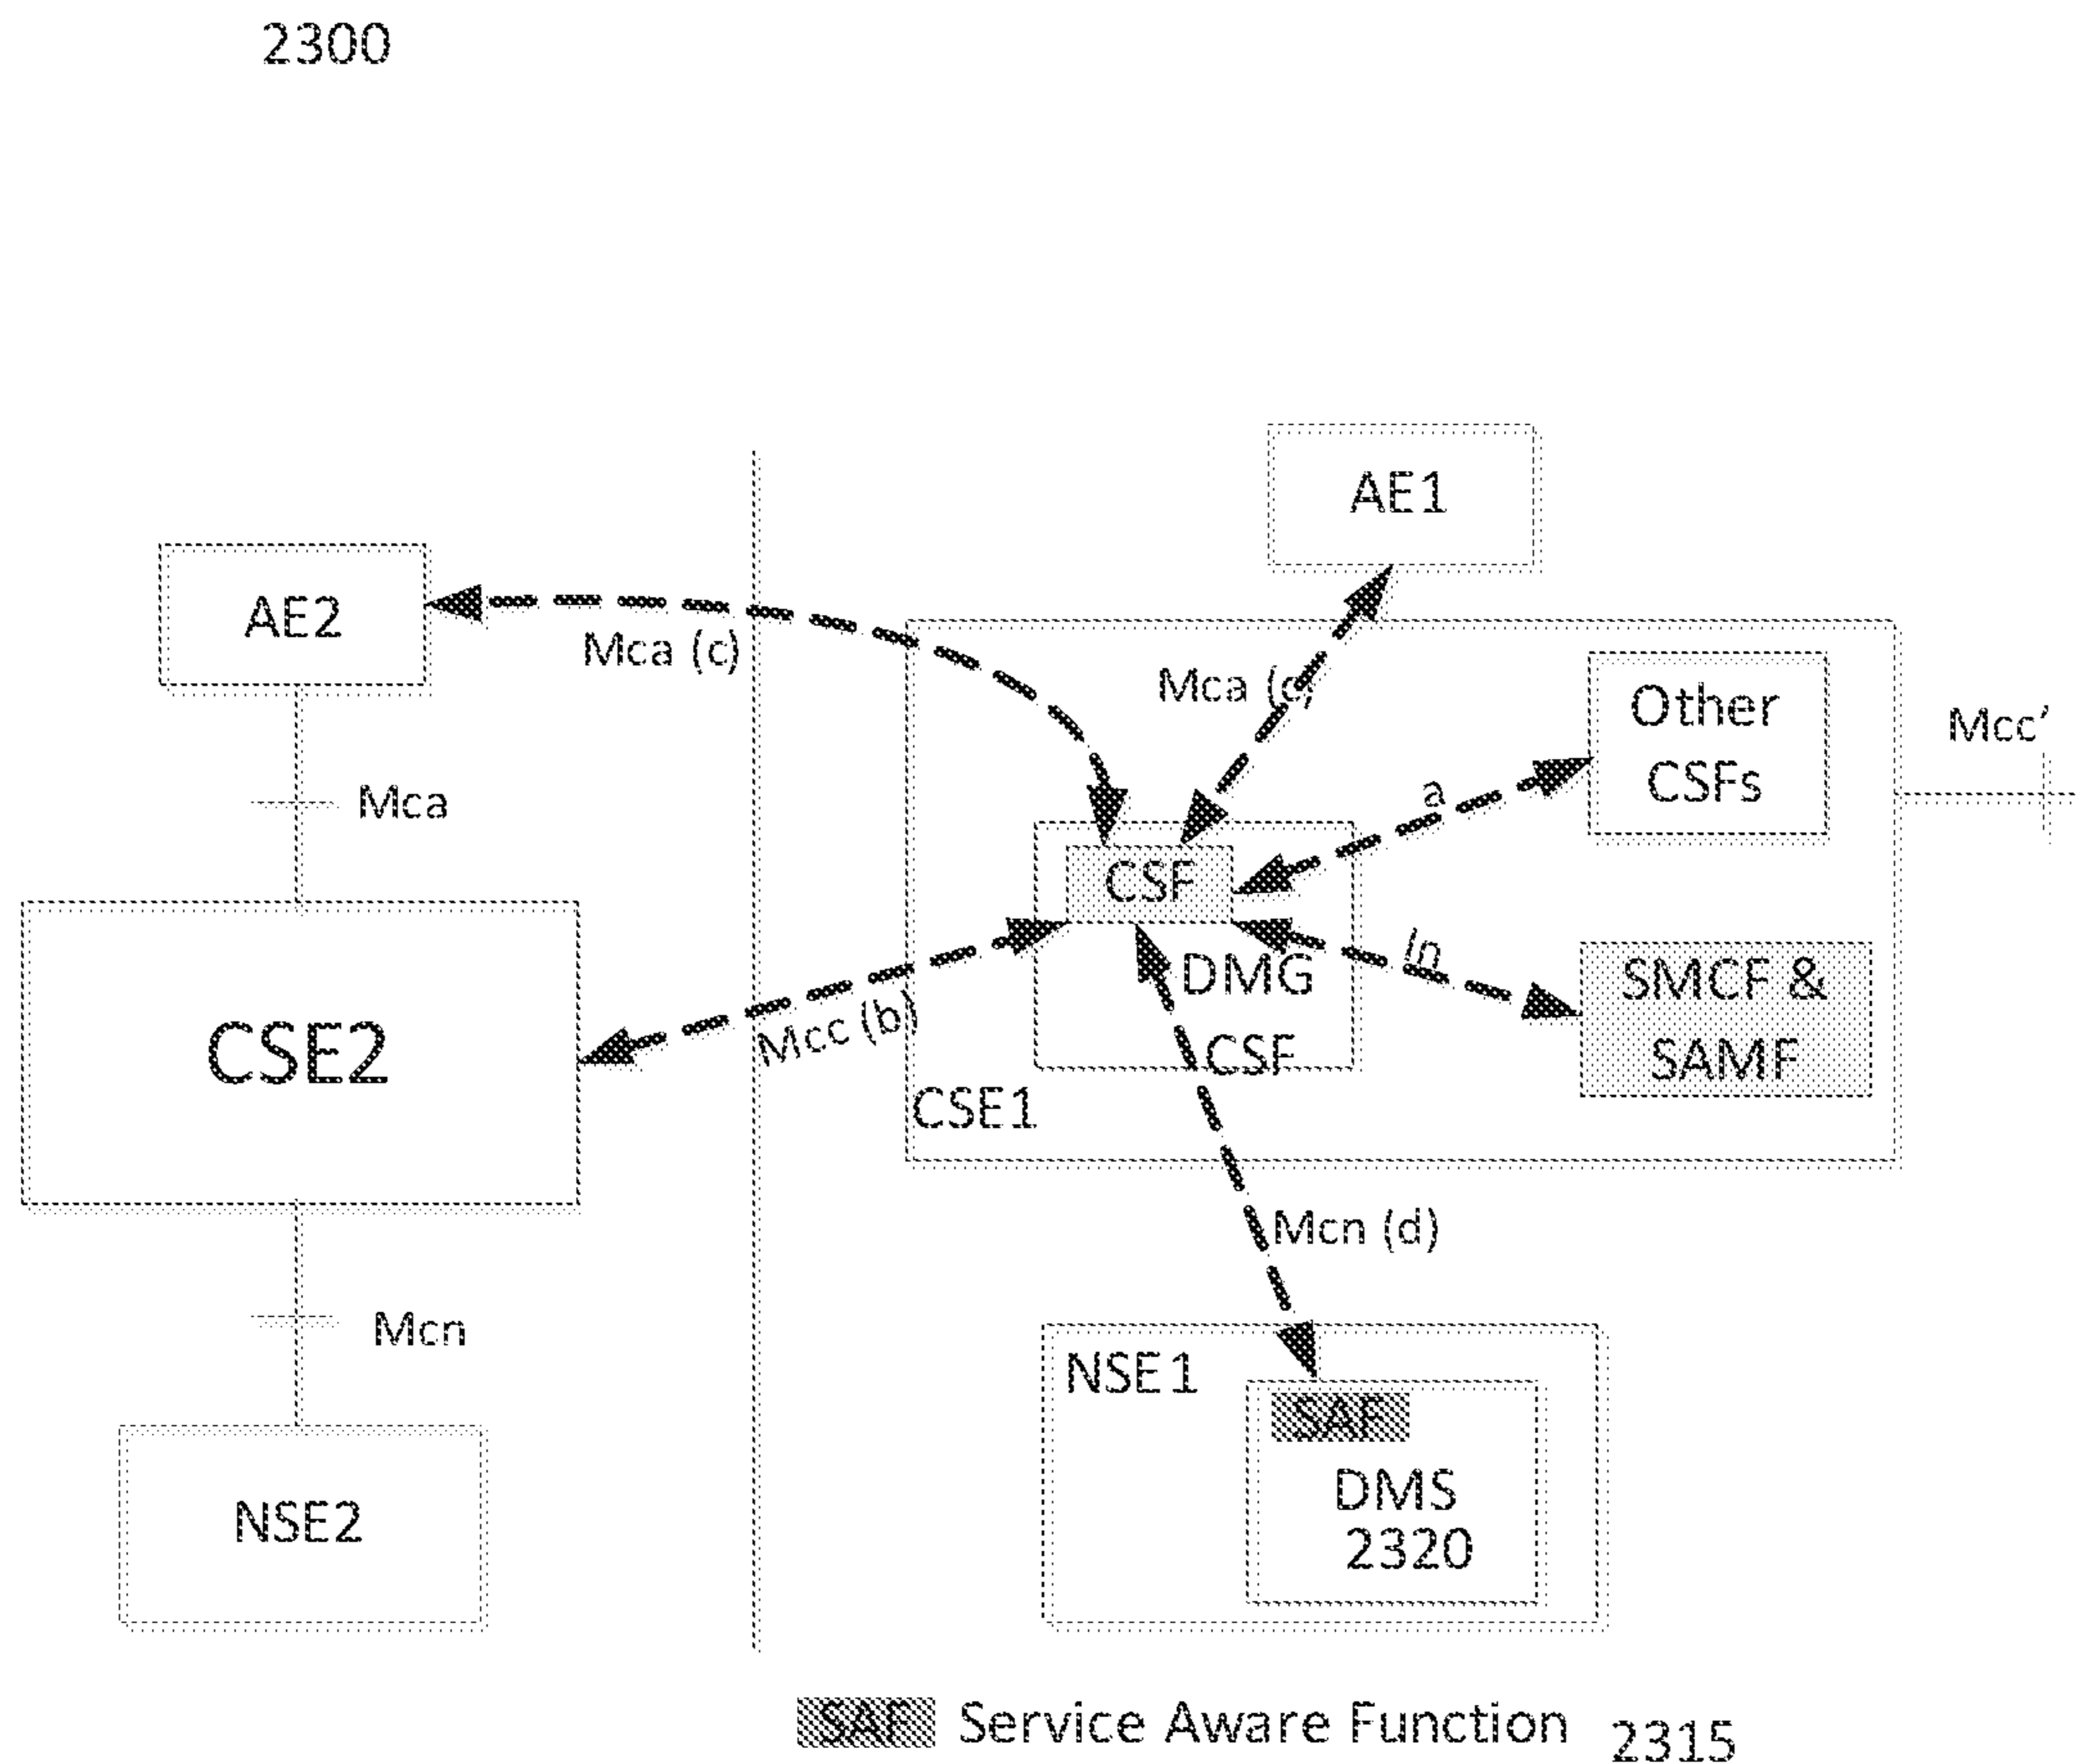 2300
AE1
AE2
Mca (c)
Mca (c)
Other
CSFs
Mcc’
Mca
a
CSF
In
DMG
CSF
SMCF &
SAMF
CSE2
Mcc (b)
CSE1
Mcn (d)
Mcn
NSE1
SAF
DMS
2320
NSE2
SAF Service Aware Function 2315